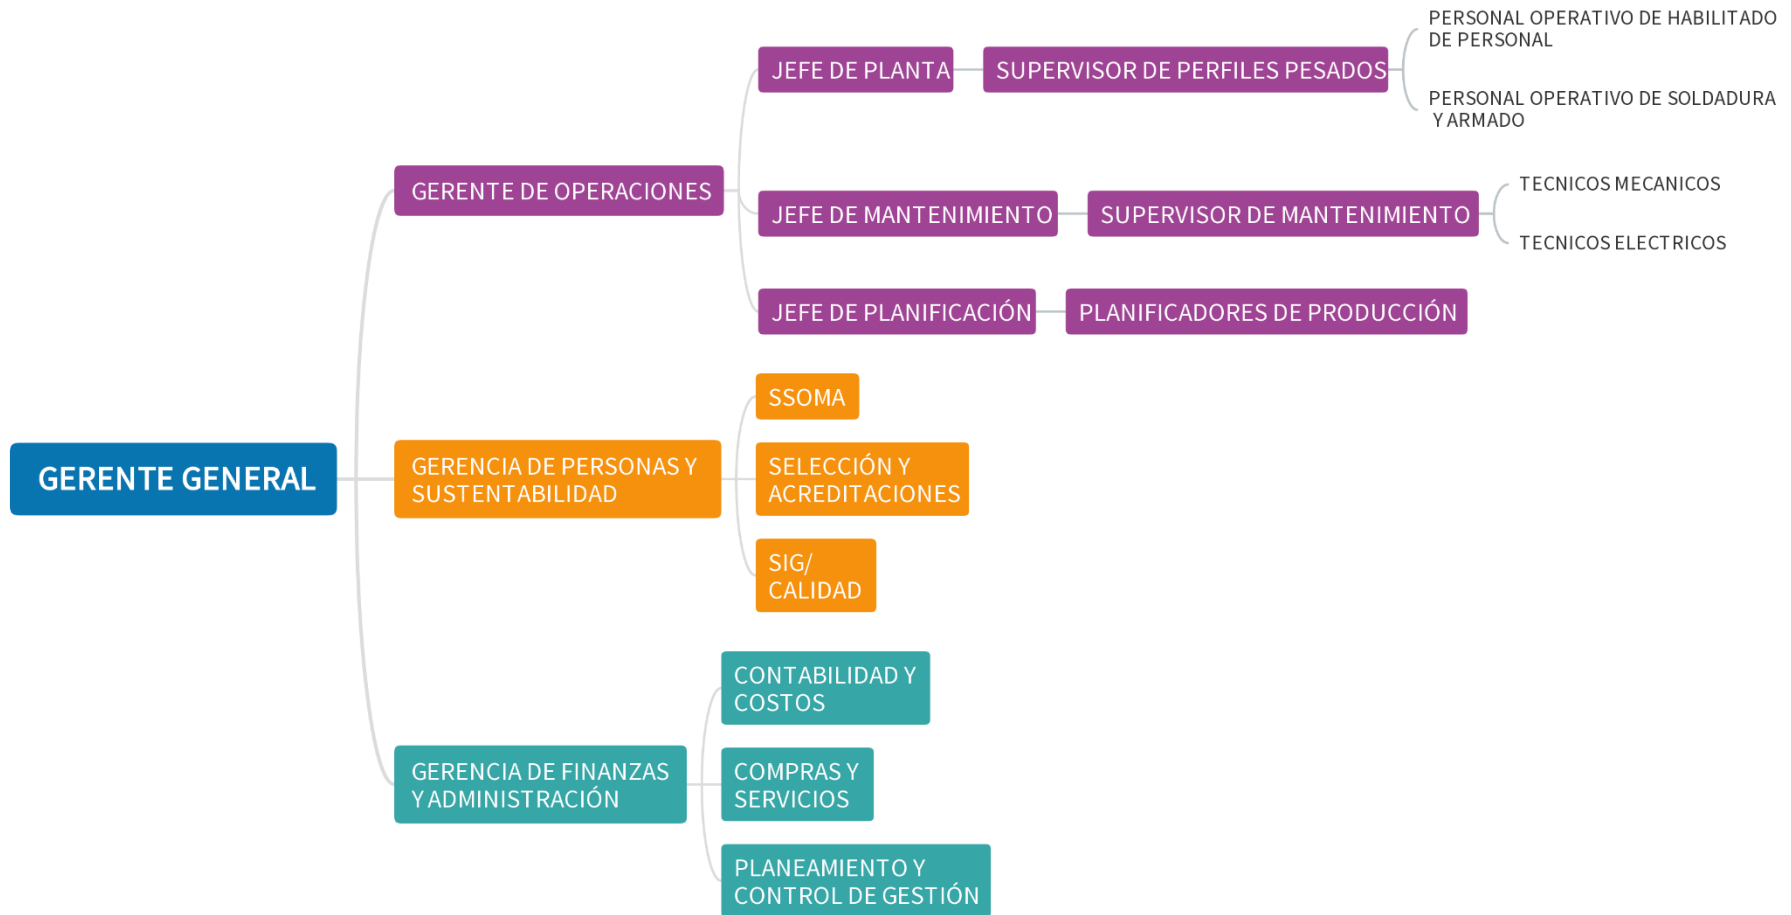 GERENTE GENERAL
GERENTE DE OPERACIONES
JEFE DE PLANTA
SUPERVISOR DE PERFILES PESADOS
PERSONAL OPERATIVO DE HABILITADO
DE PERSONAL
PERSONAL OPERATIVO DE SOLDADURA
Y ARMADO
JEFE DE MANTENIMIENTO
SUPERVISOR DE MANTENIMIENTO
TECNICOS MECANICOS
TECNICOS ELECTRICOS
JEFE DE PLANIFICACIÓN
PLANIFICADORES DE PRODUCCIÓN
GERENCIA DE PERSONAS Y
SUSTENTABILIDAD
SSOMA
SELECCIÓN Y
ACREDITACIONES
SIG/
CALIDAD
GERENCIA DE FINANZAS
Y ADMINISTRACIÓN
CONTABILIDAD Y
COSTOS
COMPRAS Y
SERVICIOS
PLANEAMIENTO Y
CONTROL DE GESTIÓN